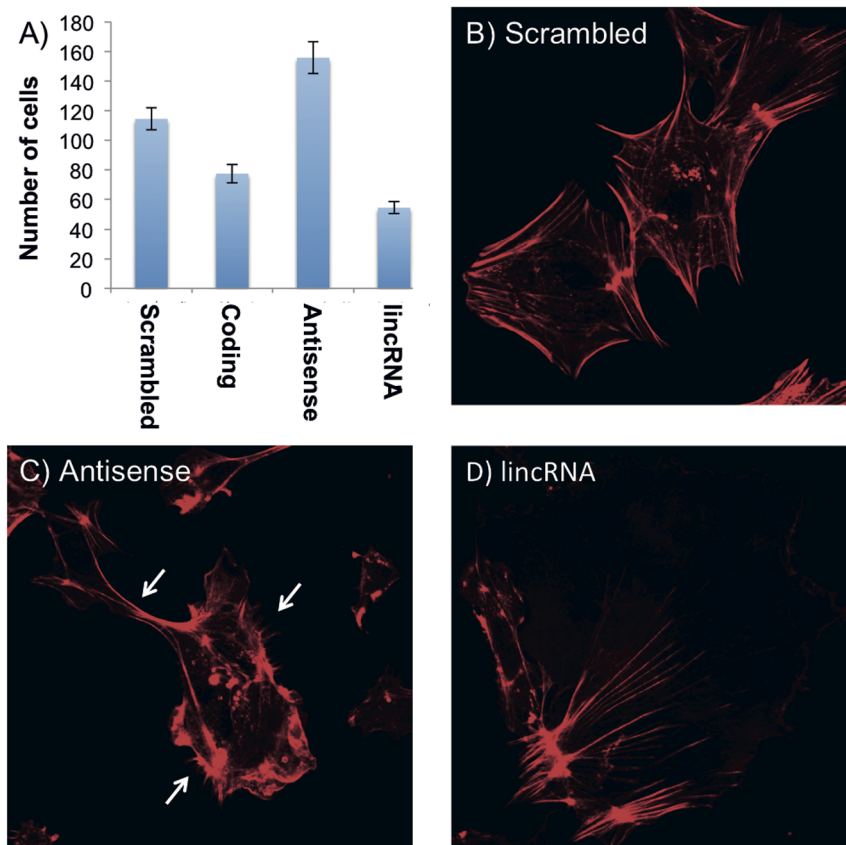 A)
180
160
140
120
100
80
60
40
20
0
Number of cells
Scrambled
Coding
Antisense
lincRNA
B) Scrambled
C) Antisense
D) lincRNA